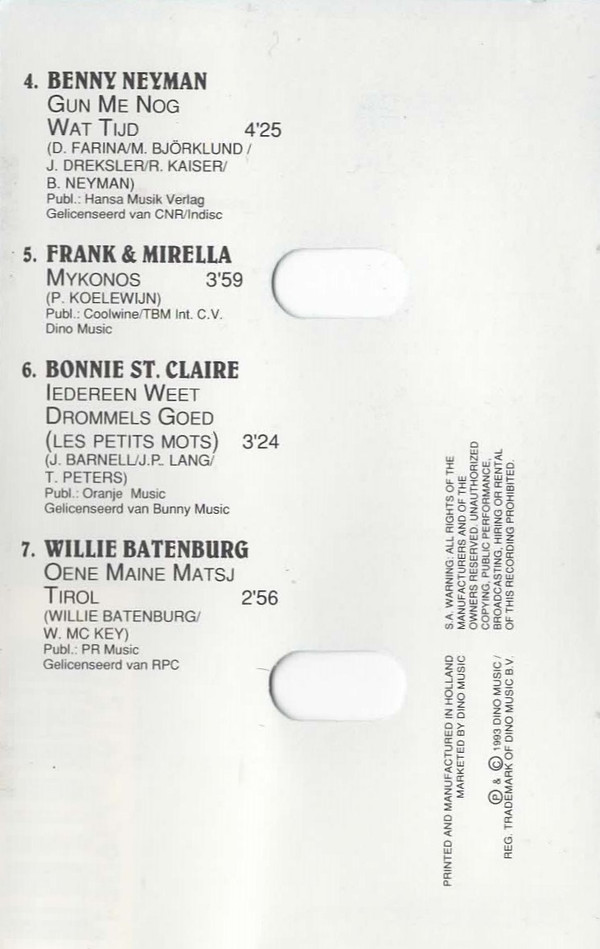 4. BENNY NEYMAN
GUN ME NOG
WAT TIJD 4'25
(D. FARINA/M. BJÖRKLUND /
J. DREKSLER/R. KAISER/
B. NEYMAN)
Publ.: Hansa Musik Verlag
Gelicenseerd van CNR/Indisc
5. FRANK & MIRELLA
MYKONOS 3'59
(P. KOELEWIJN)
Publ.: Coolwine/TBM Int. C.V.
Dino Music
6. BONNIE ST. CLAIRE
IEDEREEN WEET
DROMMELS GOED
(LES PETITS MOTS) 3'24
(J. BARNELL/J.P. LANG/
T. PETERS)
Publ.: Oranje Music
Gelicenseerd van Bunny Music
7. WILLIE BATENBURG
OENE MAINE MATSJ
TIROL 2'56
(WILLIE BATENBURG/
W. MC KEY)
Publ.: PR Music
Gelicenseerd van RPC
S.A. WARNING: ALL RIGHTS OF THE
MANUFACTURERS AND OF THE
OWNERS RESERVED. UNAUTHORIZED
COPYING, PUBLIC PERFORMANCE,
BROADCASTING, HIRING OR RENTAL
OF THIS RECORDING PROHIBITED.
PRINTED AND MANUFACTURED IN HOLLAND
MARKETED BY DINO MUSIC
℗ & © 1993 DINO MUSIC /
REG. TRADEMARK OF DINO MUSIC B.V.